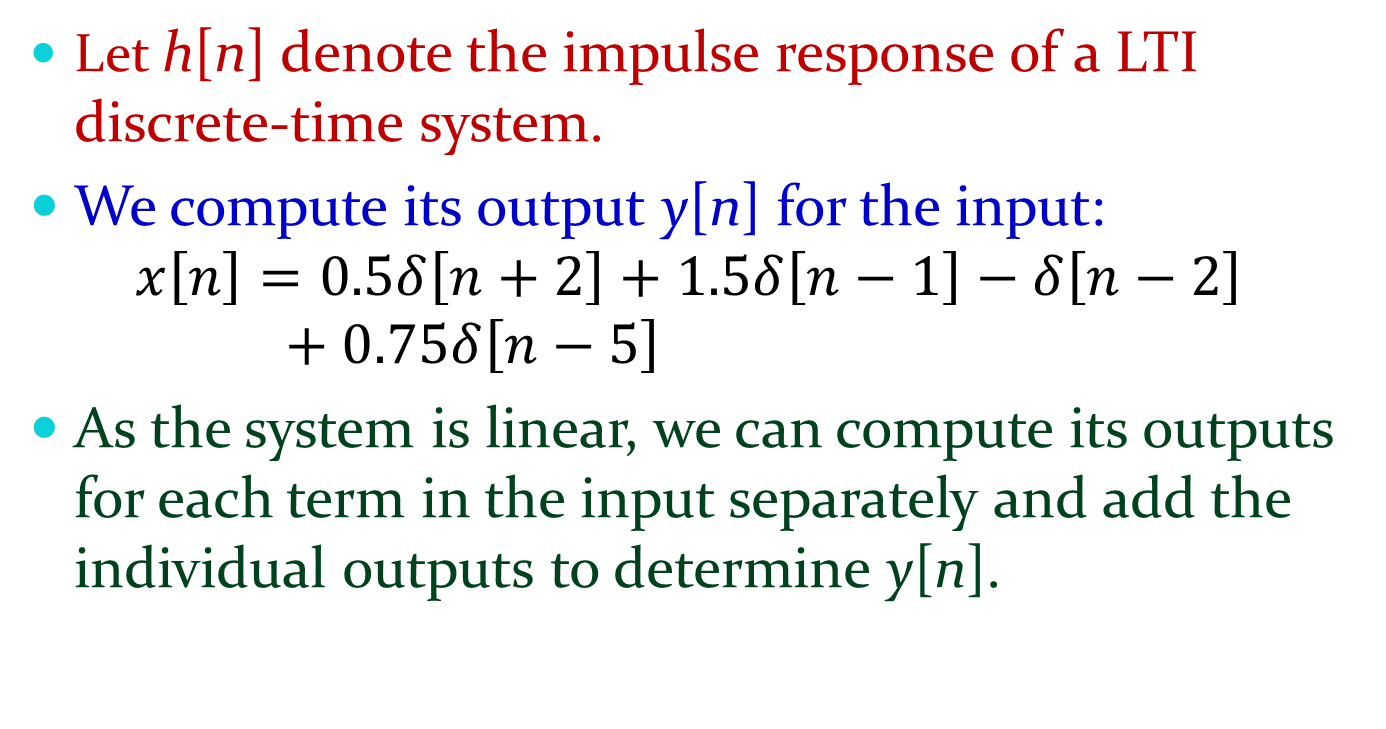 • Let h[n] denote the impulse response of a LTI
discrete-time system.
• We compute its output y[n] for the input:
x[n] = 0.5δ[n + 2] + 1.5δ[n − 1] − δ[n − 2]
+ 0.75δ[n − 5]
• As the system is linear, we can compute its outputs
for each term in the input separately and add the
individual outputs to determine y[n].